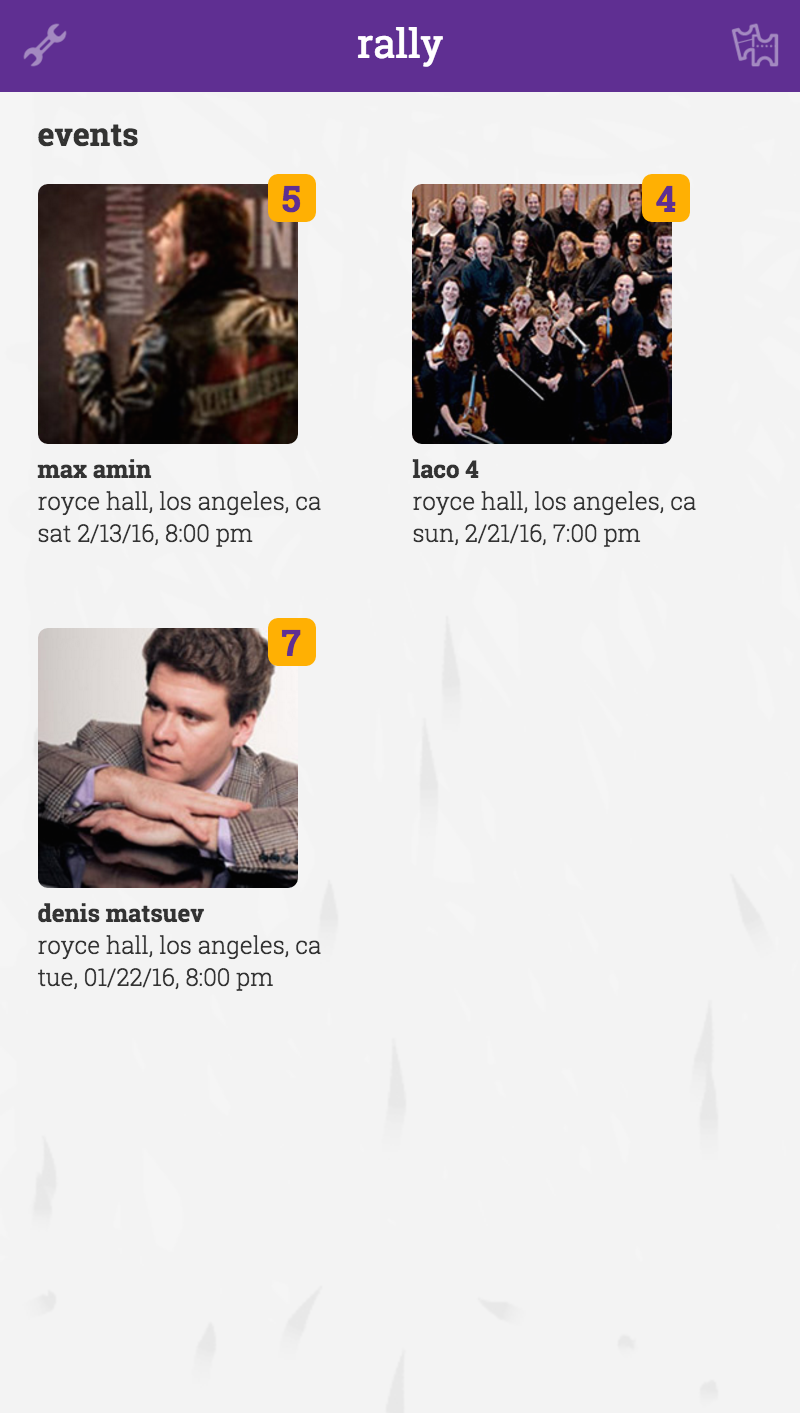 rally
events
5
MAXAMIN
IN
max amin
royce hall, los angeles, ca
sat 2/13/16, 8:00 pm
4
laco 4
royce hall, los angeles, ca
sun, 2/21/16, 7:00 pm
7
denis matsuev
royce hall, los angeles, ca
tue, 01/22/16, 8:00 pm